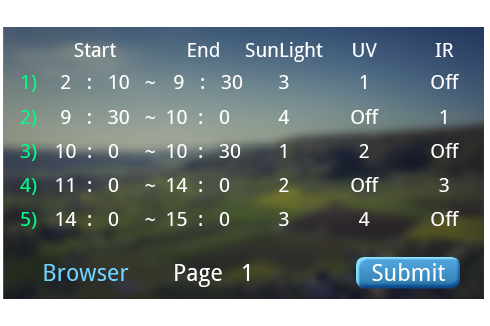 Start End SunLight UV IR
1) 2 : 10 ~ 9 : 30 3 1 Off
2) 9 : 30 ~ 10 : 0 4 Off 1
3) 10 : 0 ~ 10 : 30 1 2 Off
4) 11 : 0 ~ 14 : 0 2 Off 3
5) 14 : 0 ~ 15 : 0 3 4 Off
Browser Page 1 Submit